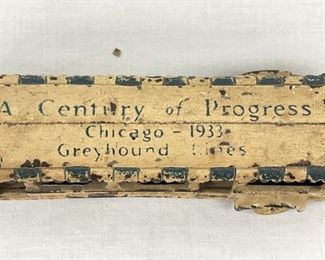 A Century of Progress
Chicago - 1933
Greyhound Lines